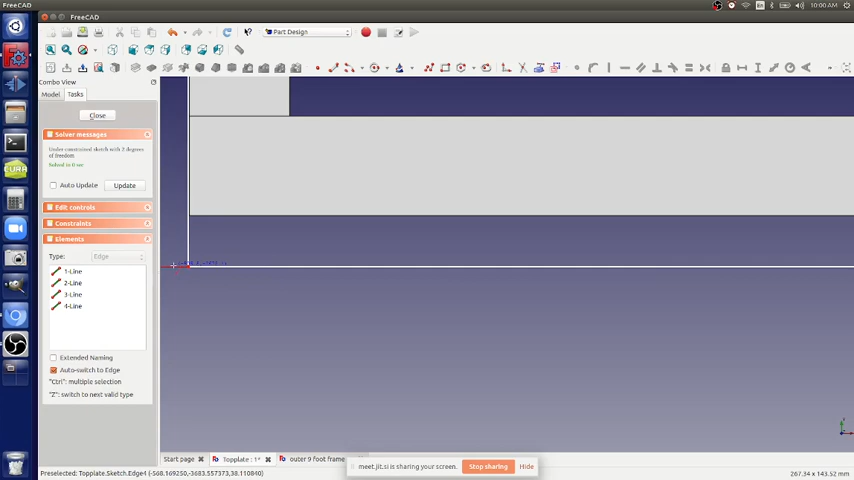 FreeCAD
En
10:00 AM
FreeCAD
Part Design
Combo View
Model
Tasks
Close
Solver messages
Under-constrained sketch with 2 degrees
of freedom
Solved in 0 sec
Auto Update
Update
Edit controls
Constraints
Elements
Type:
Edge
1-Line
2-Line
3-Line
4-Line
Extended Naming
Auto-switch to Edge
"Ctrl": multiple selection
"Z": switch to next valid type
CURA
Start page
Topplate : 1*
outer 9 foot frame
meet.jit.si is sharing your screen.
Stop sharing
Hide
Preselected: Topplate.Sketch.Edge4 (-568.169250,-3683.557373,38.110840)
267.34 x 143.52 mm